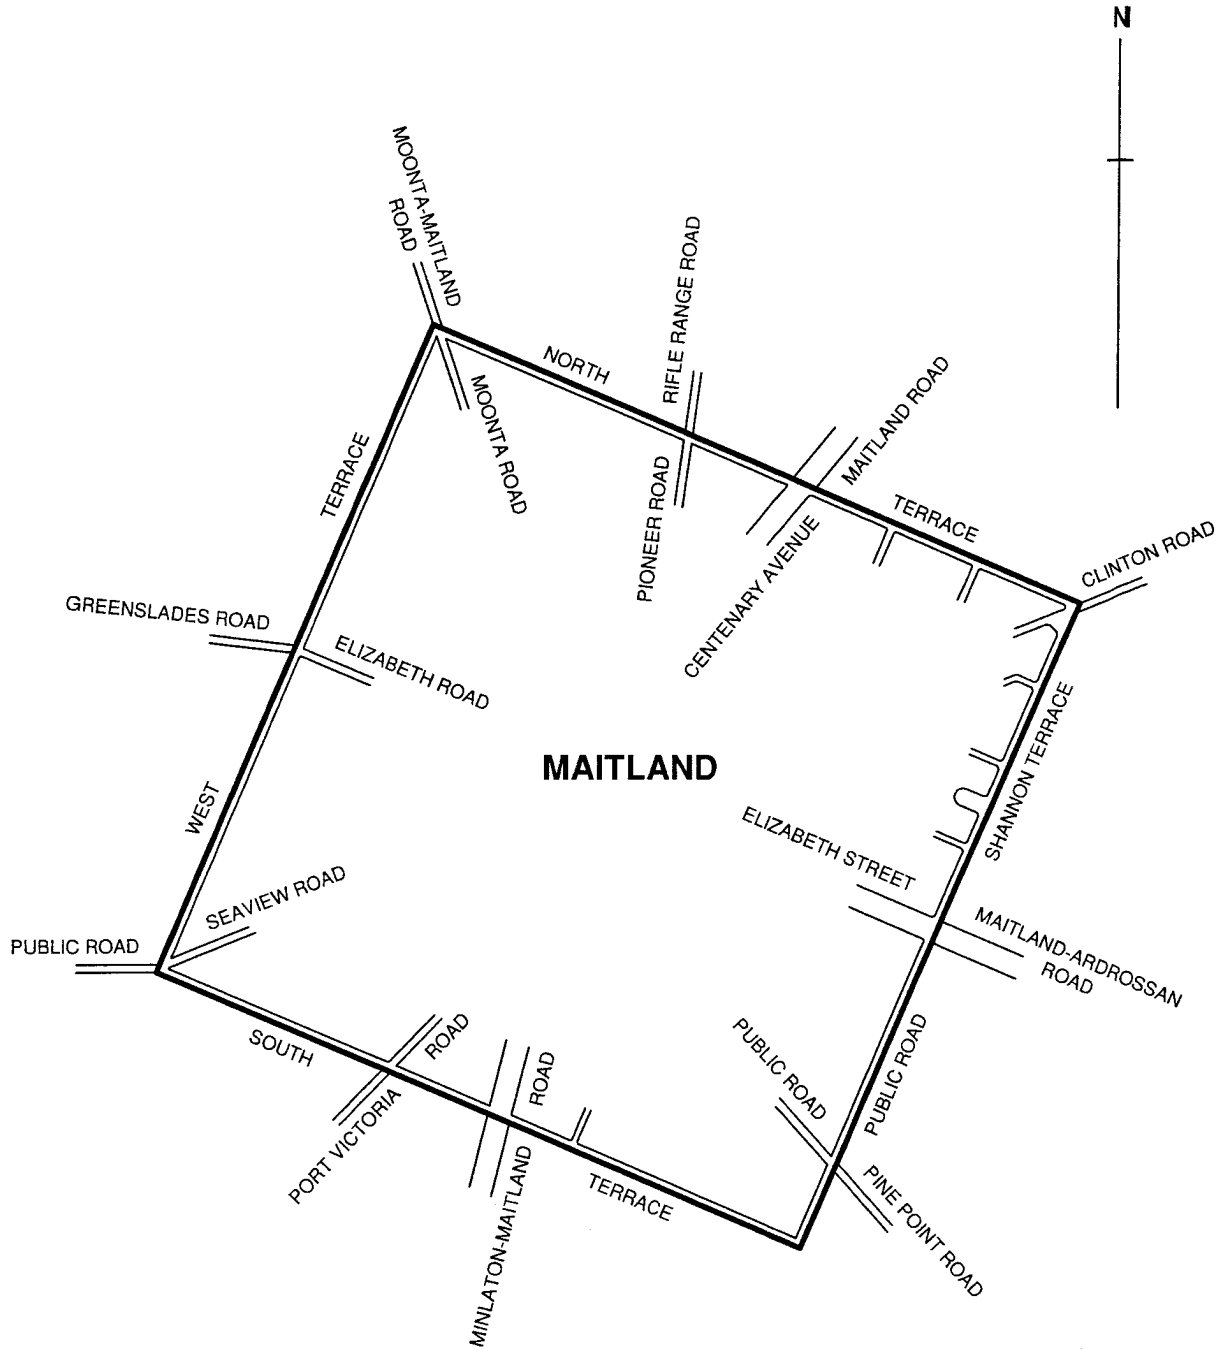 N
MOONTA-MAITLAND
ROAD
RIFLE RANGE ROAD
NORTH
MAITLAND ROAD
MOONTA ROAD
TERRACE
PIONEER ROAD
CENTENARY AVENUE
TERRACE
CLINTON ROAD
GREENSLADES ROAD
ELIZABETH ROAD
SHANNON TERRACE
MAITLAND
WEST
ELIZABETH STREET
SEAVIEW ROAD
PUBLIC ROAD
MAITLAND-ARDROSSAN
ROAD
SOUTH
ROAD
PORT VICTORIA
ROAD
MINLATON-MAITLAND
PUBLIC ROAD
PUBLIC ROAD
TERRACE
PINE POINT ROAD